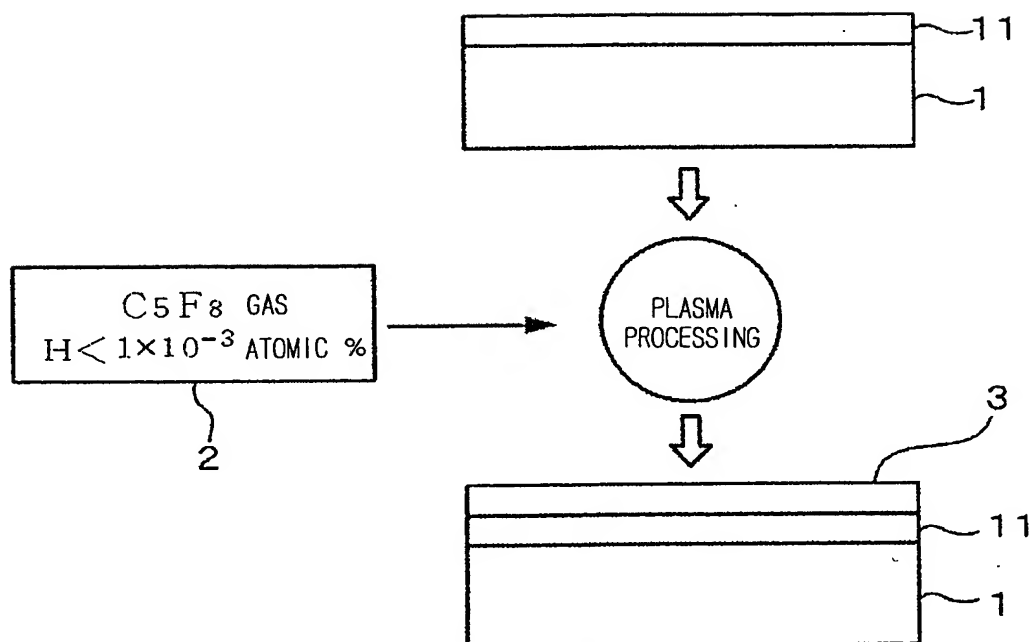 11
1
C5F8 GAS
H< 1×10⁻³ ATOMIC %
2
PLASMA
PROCESSING
3
11
1